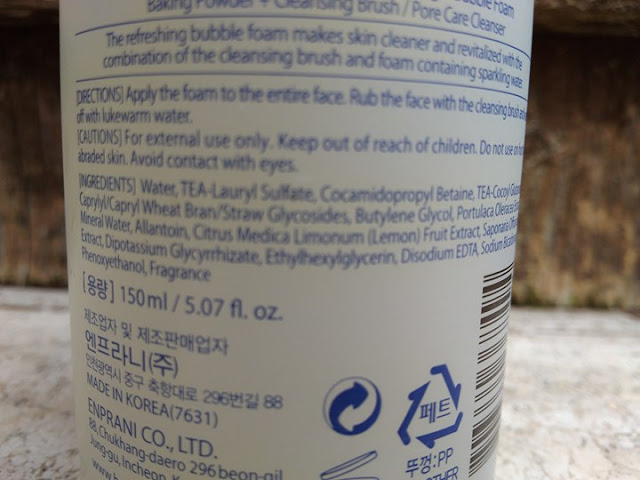 Baking Powder + Cleansing Brush / Pore Care Cleanser
The refreshing bubble foam makes skin cleaner and revitalized with the
combination of the cleansing brush and foam containing sparkling water.
[DIRECTIONS] Apply the foam to the entire face. Rub the face with the cleansing brush and
off with lukewarm water.
[CAUTIONS] For external use only. Keep out of reach of children. Do not use on
abraded skin. Avoid contact with eyes.
[INGREDIENTS] Water, TEA-Lauryl Sulfate, Cocamidopropyl Betaine, TEA-Cocoyl
Caprylyl/Capryl Wheat Bran/Straw Glycosides, Butylene Glycol, Portulaca Oleracea
Mineral Water, Allantoin, Citrus Medica Limonum (Lemon) Fruit Extract, Saponaria
Extract, Dipotassium Glycyrrhizate, Ethylhexylglycerin, Disodium EDTA, Sodium
Phenoxyethanol, Fragrance
[용량] 150ml / 5.07 fl. oz.
제조업자 및 제조판매업자
엔프라니(주)
인천광역시 중구 축항대로 296번길 88
MADE IN KOREA(7631)
ENPRANI CO., LTD.
88, Chukhang-daero 296beon-gil
Jung-gu, Incheon,
페트
뚜껑:PP
OTHER